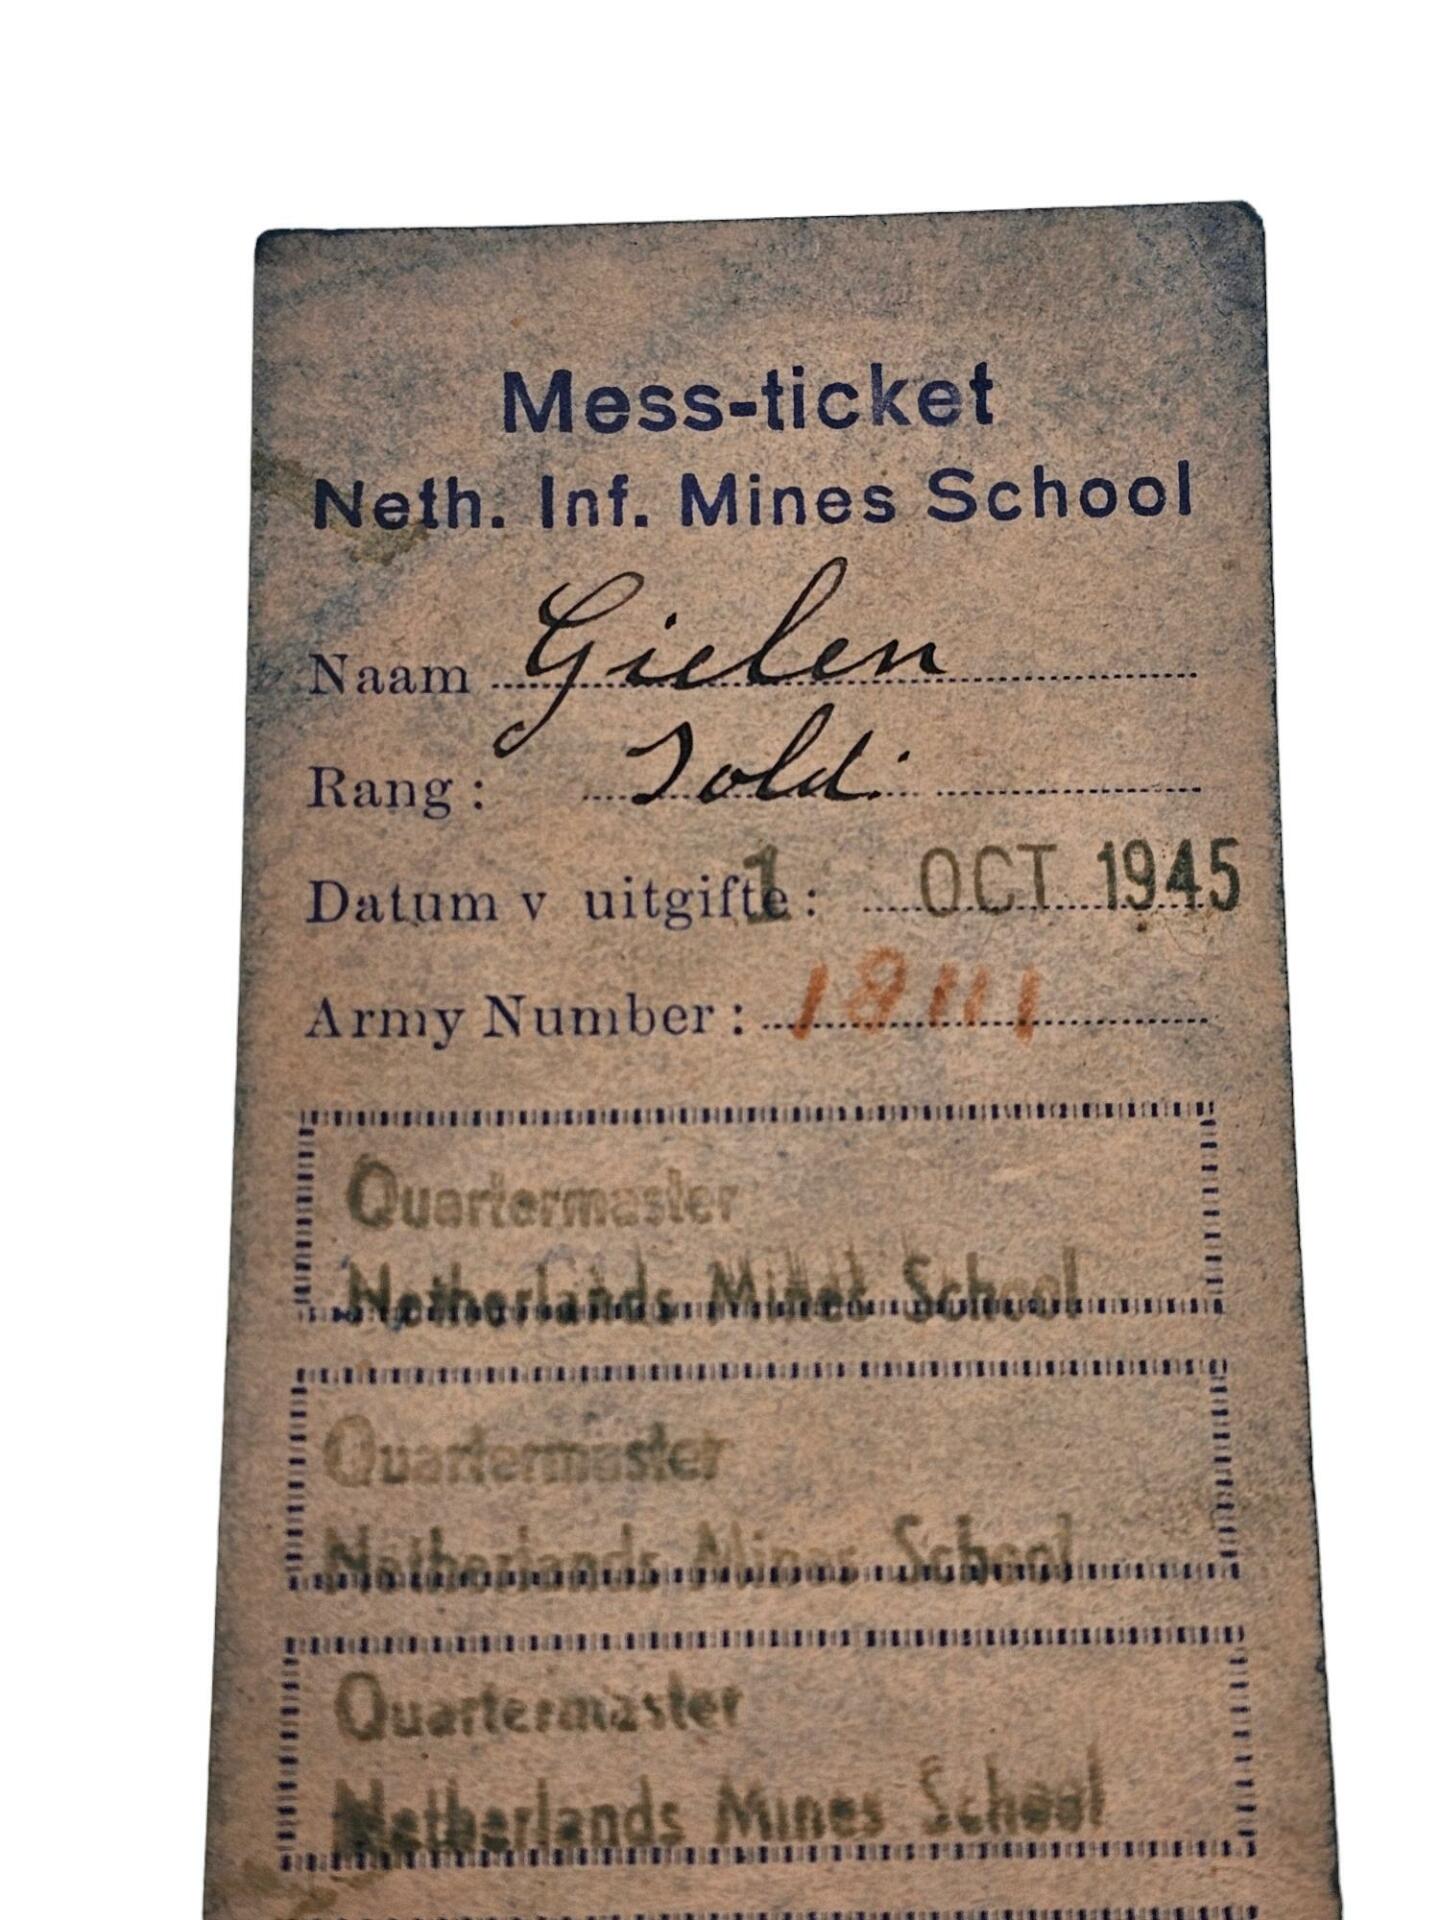 Mess-ticket
Neth. Inf. Mines School
Naam Gielen
Rang: Sold.
Datum v uitgifte: 1 OCT 1945
Army Number: 18111
Quartermaster
Netherlands Mines School
Quartermaster
Netherlands Mines School
Quartermaster
Netherlands Mines School